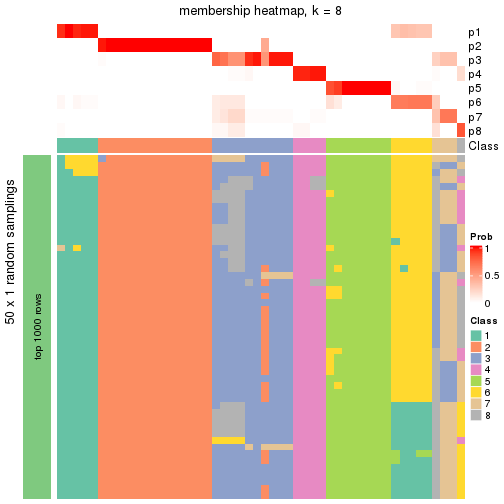 membership heatmap, k = 8
p1
p2
p3
p4
p5
p6
p7
p8
Class
50 x 1 random samplings
top 1000 rows
Prob
1
0.5
0
Class
1
2
3
4
5
6
7
8